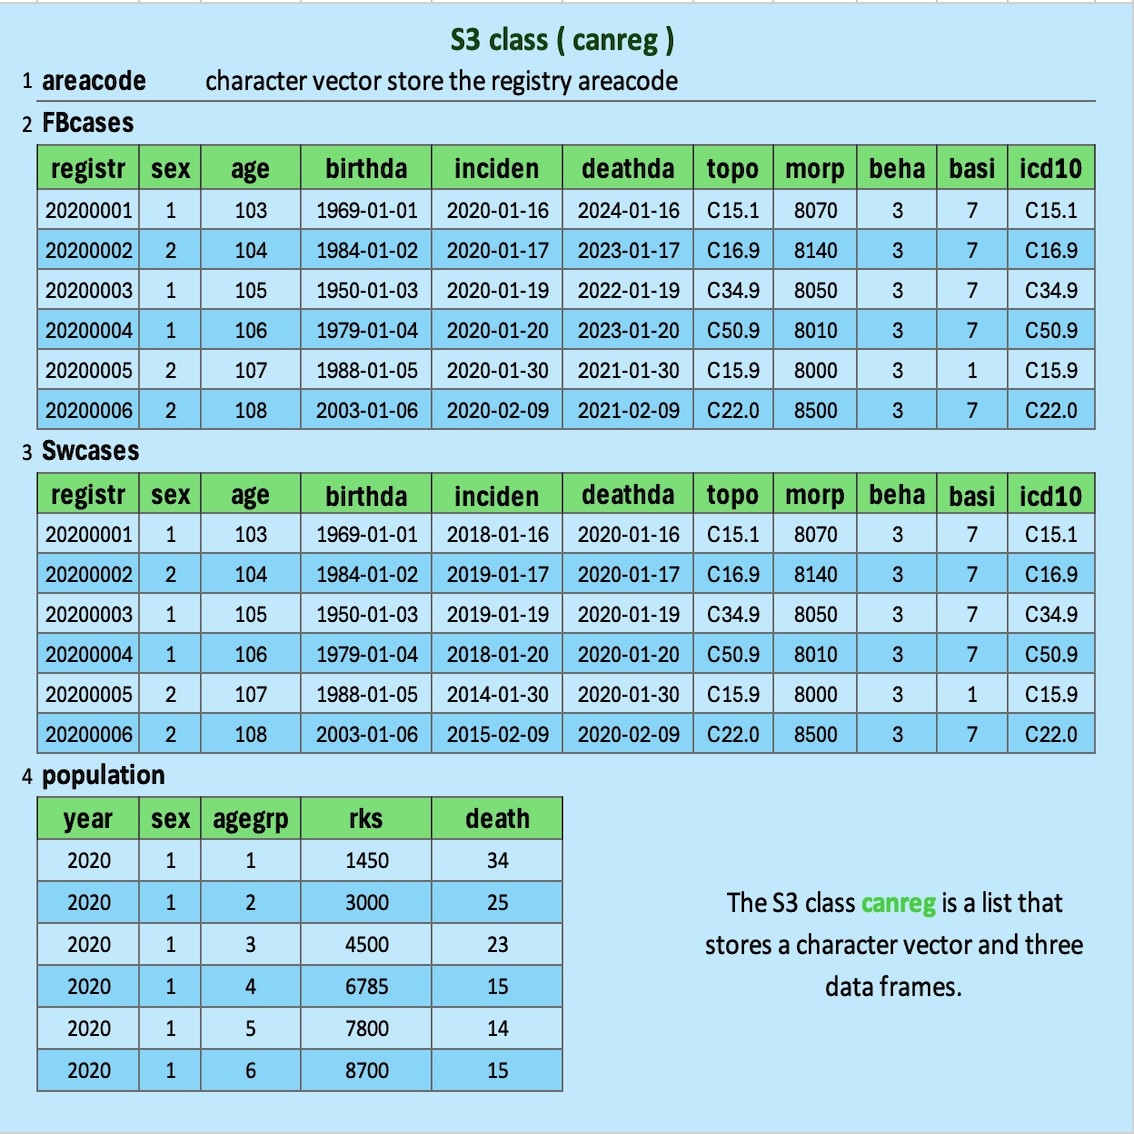 S3 class ( canreg )
1 areacode character vector store the registry areacode
2 FBcases
registr sex age birthda inciden deathda topo morp beha basi icd10
20200001 1 103 1969-01-01 2020-01-16 2024-01-16 C15.1 8070 3 7 C15.1
20200002 2 104 1984-01-02 2020-01-17 2023-01-17 C16.9 8140 3 7 C16.9
20200003 1 105 1950-01-03 2020-01-19 2022-01-19 C34.9 8050 3 7 C34.9
20200004 1 106 1979-01-04 2020-01-20 2023-01-20 C50.9 8010 3 7 C50.9
20200005 2 107 1988-01-05 2020-01-30 2021-01-30 C15.9 8000 3 1 C15.9
20200006 2 108 2003-01-06 2020-02-09 2021-02-09 C22.0 8500 3 7 C22.0
3 Swcases
registr sex age birthda inciden deathda topo morp beha basi icd10
20200001 1 103 1969-01-01 2018-01-16 2020-01-16 C15.1 8070 3 7 C15.1
20200002 2 104 1984-01-02 2019-01-17 2020-01-17 C16.9 8140 3 7 C16.9
20200003 1 105 1950-01-03 2019-01-19 2020-01-19 C34.9 8050 3 7 C34.9
20200004 1 106 1979-01-04 2018-01-20 2020-01-20 C50.9 8010 3 7 C50.9
20200005 2 107 1988-01-05 2014-01-30 2020-01-30 C15.9 8000 3 1 C15.9
20200006 2 108 2003-01-06 2015-02-09 2020-02-09 C22.0 8500 3 7 C22.0
4 population
year sex agegrp rks death
2020 1 1 1450 34
2020 1 2 3000 25
2020 1 3 4500 23
2020 1 4 6785 15
2020 1 5 7800 14
2020 1 6 8700 15
The S3 class canreg is a list that
stores a character vector and three
data frames.